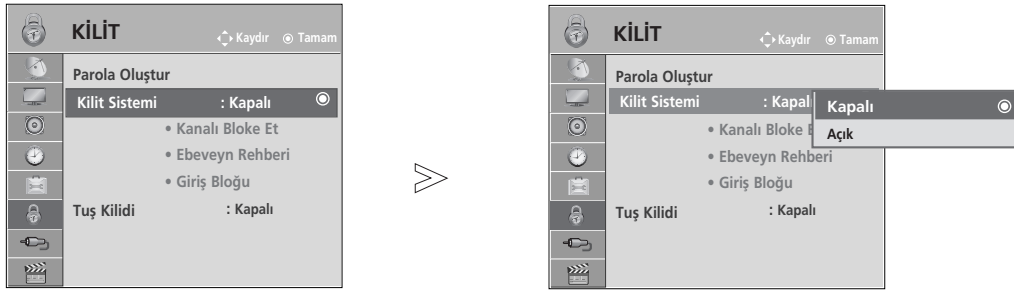 KİLİT
Kaydır Tamam
Parola Oluştur
Kilit Sistemi : Kapalı
• Kanalı Bloke Et
• Ebeveyn Rehberi
• Giriş Bloğu
Tuş Kilidi : Kapalı
KİLİT
Kaydır Tamam
Parola Oluştur
Kilit Sistemi : Kapalı
Kapalı
Açık
• Kanalı Bloke
• Ebeveyn Rehberi
• Giriş Bloğu
Tuş Kilidi : Kapalı